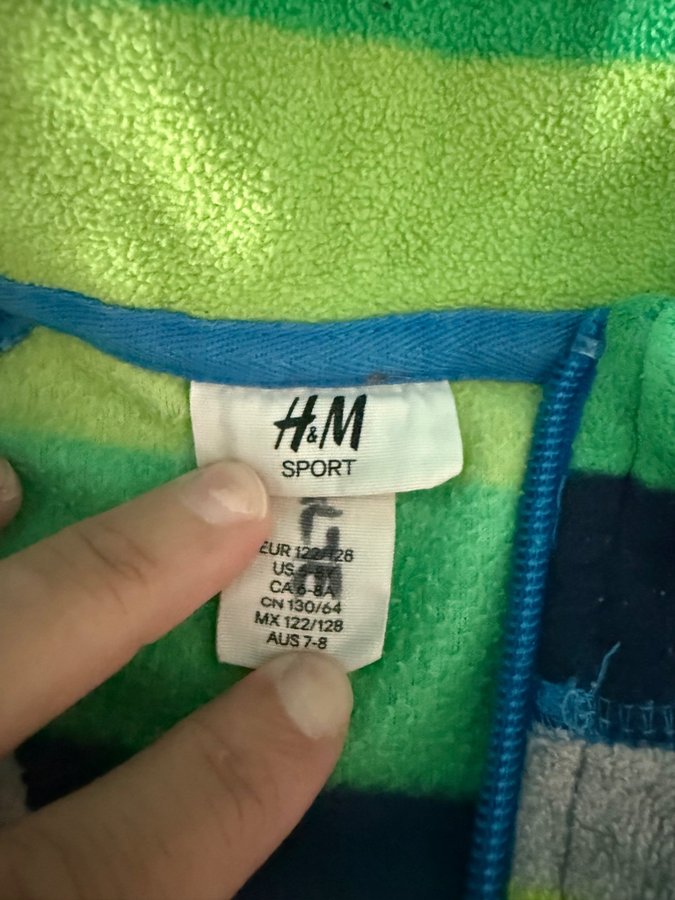 H&M
SPORT
EUR 122/128
US
CA 6-8A
CN 130/64
MX 122/128
AUS 7-8